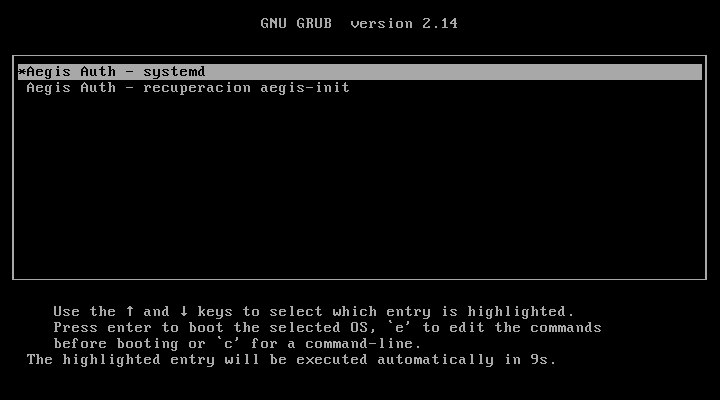 GNU GRUB  version 2.14
*Aegis Auth - systemd
Aegis Auth - recuperacion aegis-init
Use the ↑ and ↓ keys to select which entry is highlighted.
Press enter to boot the selected OS, `e' to edit the commands
before booting or `c' for a command-line.
The highlighted entry will be executed automatically in 9s.